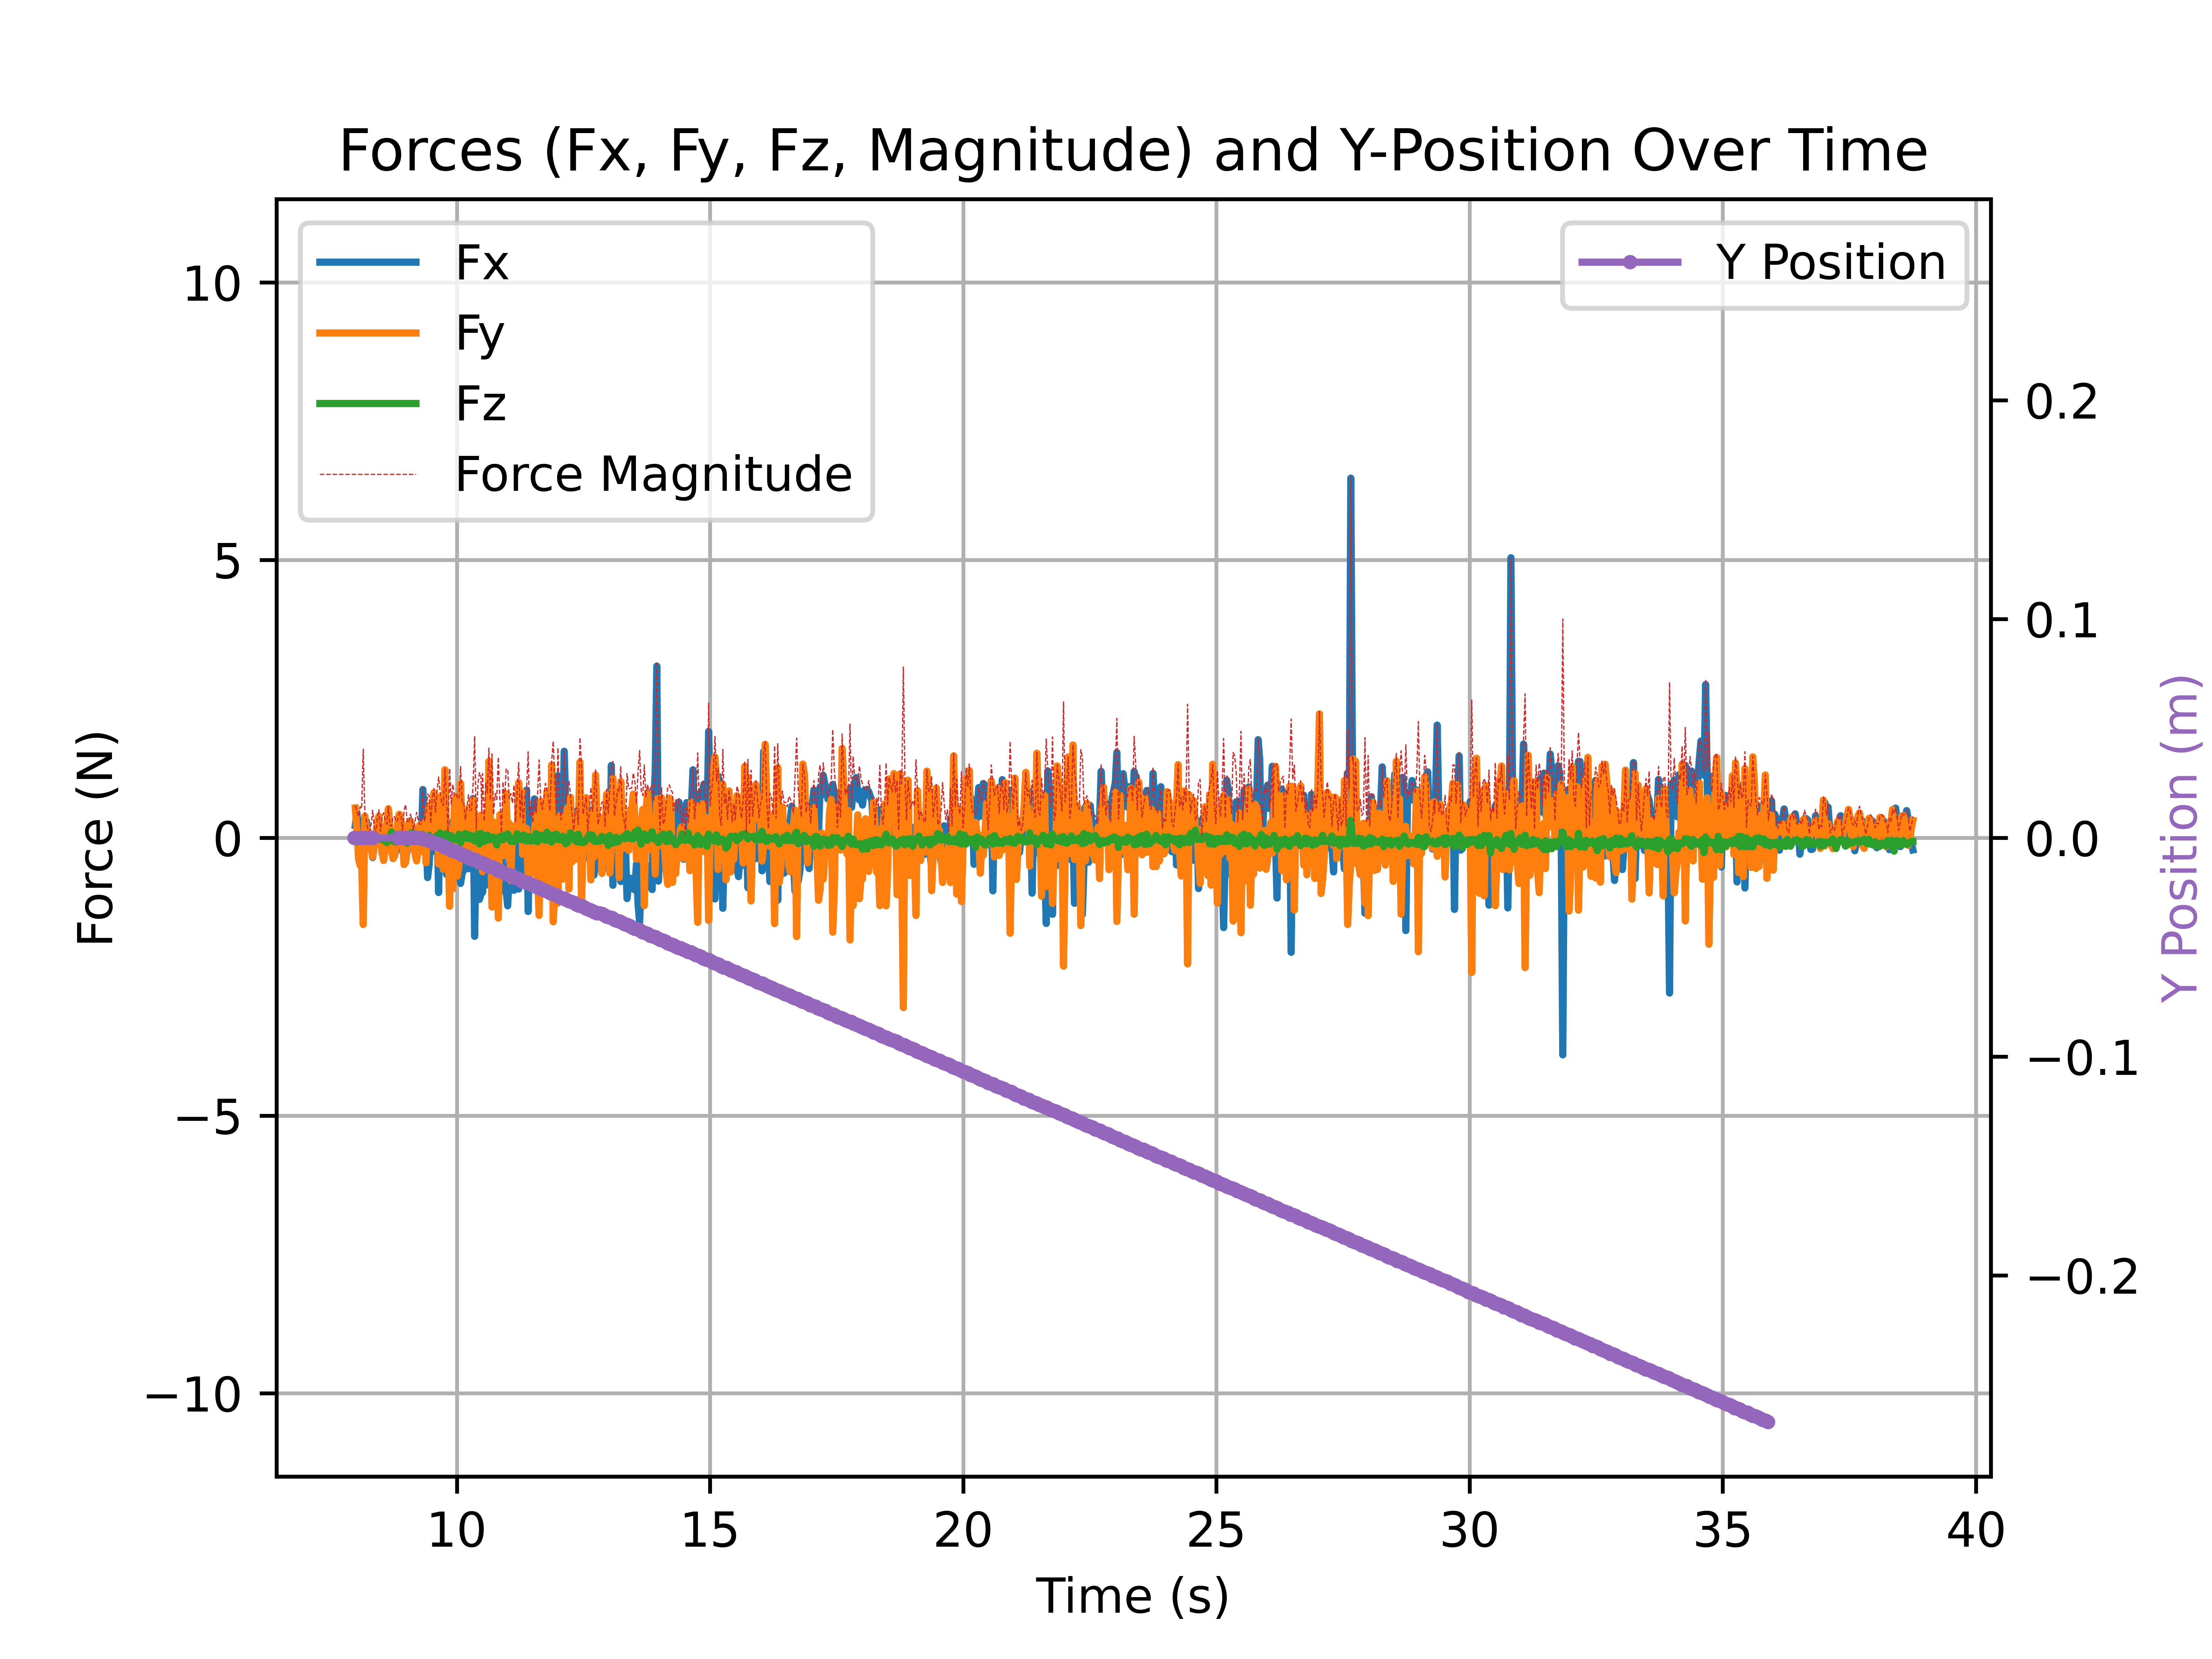 Forces (Fx, Fy, Fz, Magnitude) and Y-Position Over Time
Fx
Fy
Fz
Force Magnitude
Y Position
10
5
0
−5
−10
Force (N)
0.2
0.1
0.0
−0.1
−0.2
Y Position (m)
10 15 20 25 30 35 40
Time (s)